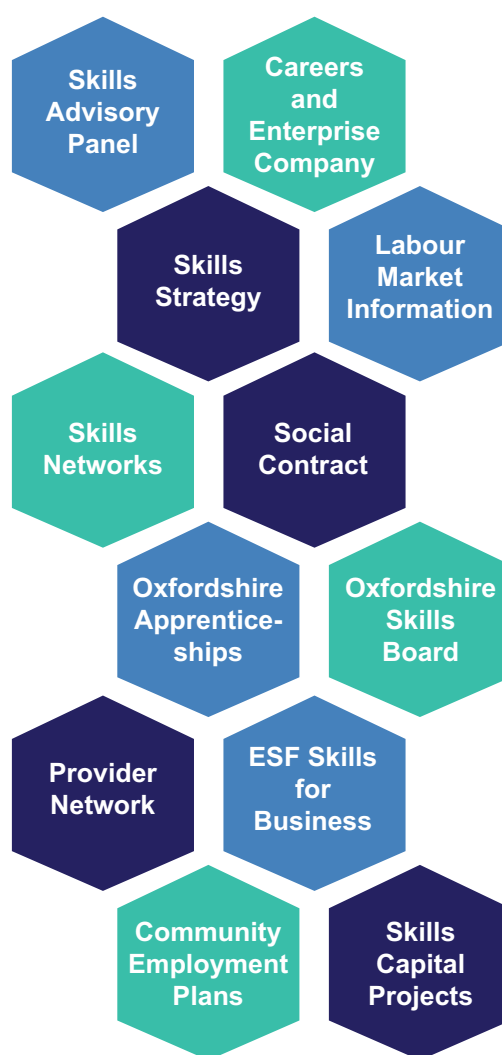 Skills
Advisory
Panel
Careers
and
Enterprise
Company
Skills
Strategy
Labour
Market
Information
Skills
Networks
Social
Contract
Oxfordshire
Apprentice-
ships
Oxfordshire
Skills
Board
Provider
Network
ESF Skills
for
Business
Community
Employment
Plans
Skills
Capital
Projects